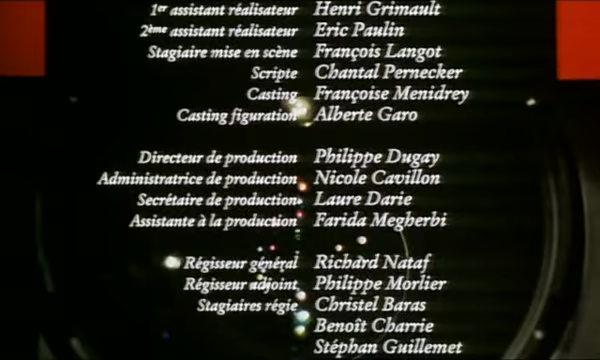 1er assistant réalisateur Henri Grimault
2ème assistant réalisateur Eric Paulin
Stagiaire mise en scène François Langot
Scripte Chantal Pernecker
Casting Françoise Menidrey
Casting figuration Alberte Garo
Directeur de production Philippe Dugay
Administratrice de production Nicole Cavillon
Secrétaire de production Laure Darie
Assistante à la production Farida Megherbi
Régisseur général Richard Nataf
Régisseur adjoint Philippe Morlier
Stagiaires régie Christel Baras
Benoît Charrie
Stéphan Guillemet